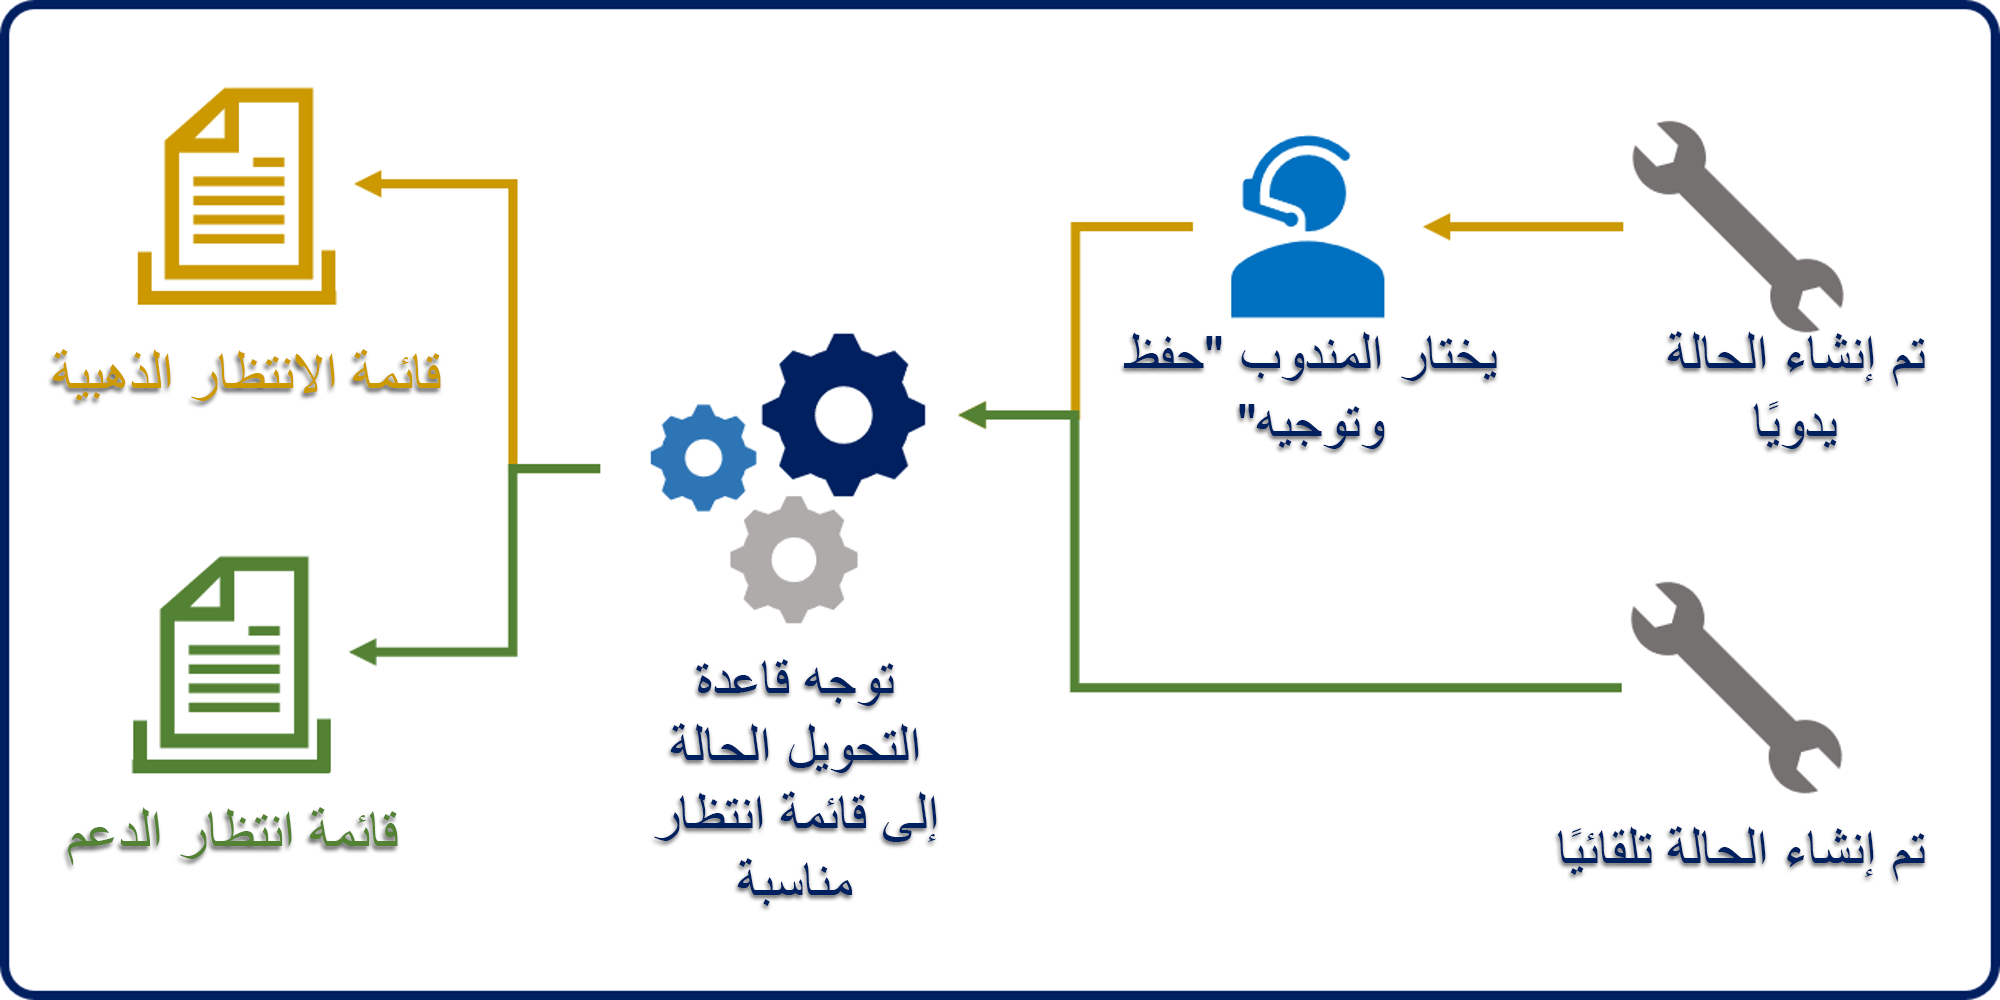 تم إنشاء الحالة
يدويًا
يختار المندوب "حفظ
وتوجيه"
تم إنشاء الحالة تلقائيًا
توجه قاعدة
التحويل الحالة
إلى قائمة انتظار
مناسبة
قائمة الانتظار الذهبية
قائمة انتظار الدعم